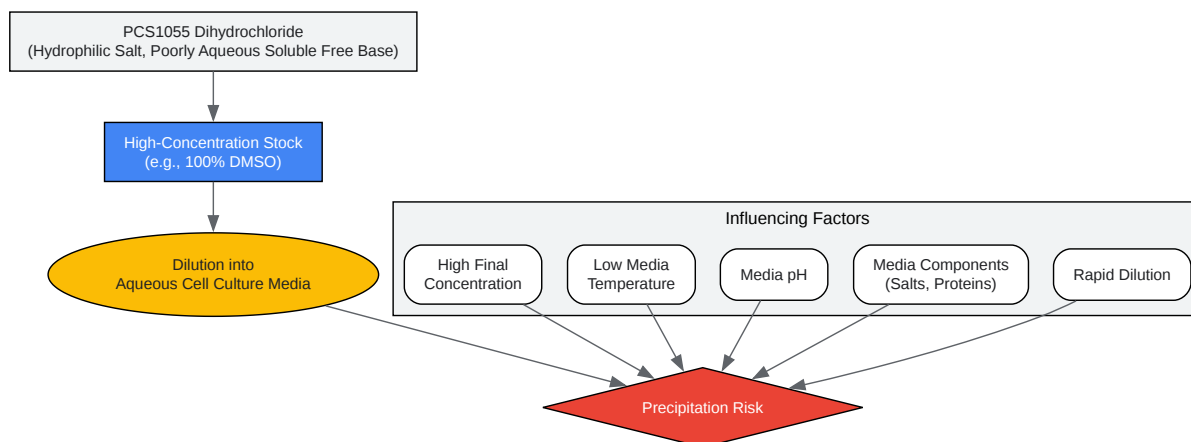 PCS1055 Dihydrochloride
(Hydrophilic Salt, Poorly Aqueous Soluble Free Base)
High-Concentration Stock
(e.g., 100% DMSO)
Dilution into
Aqueous Cell Culture Media
Influencing Factors
High Final
Concentration
Low Media
Temperature
Media pH
Media Components
(Salts, Proteins)
Rapid Dilution
Precipitation Risk